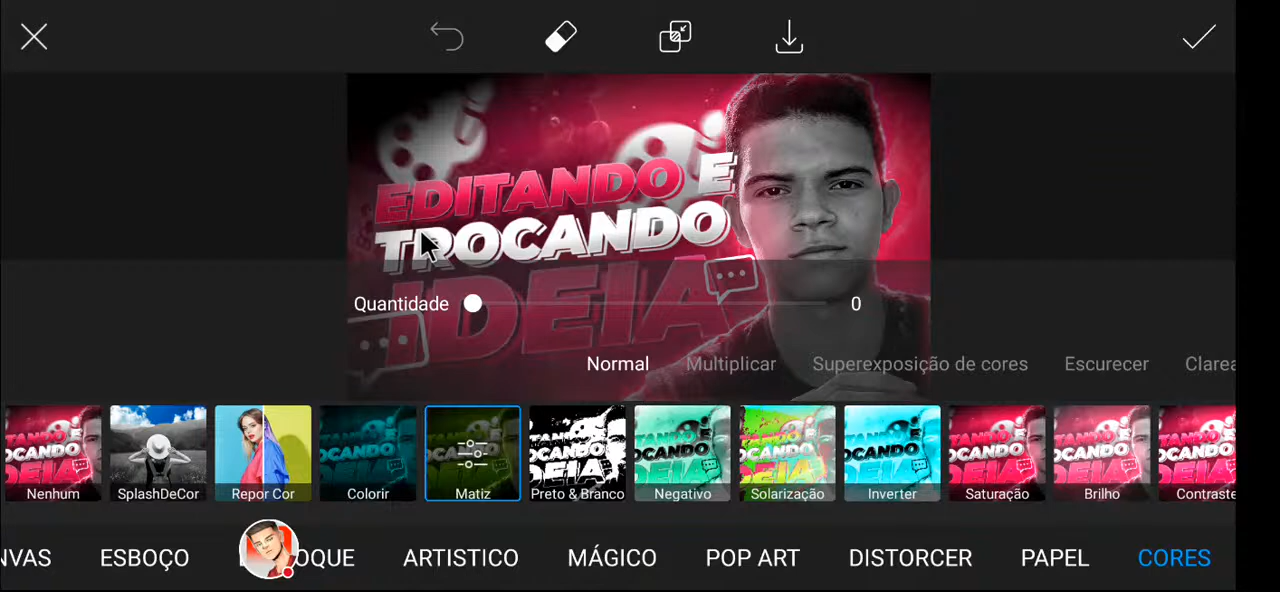 EDITANDO E
TROCANDO
IDEIA
Quantidade 0
Normal Multiplicar Superexposição de cores Escurecer Clarea
Nenhum SplashDeCor Repor Cor Colorir Matiz Preto & Branco Negativo Solarização Inverter Saturação Brilho Contraste
NVAS ESBOÇO OQUE ARTISTICO MÁGICO POP ART DISTORCER PAPEL CORES